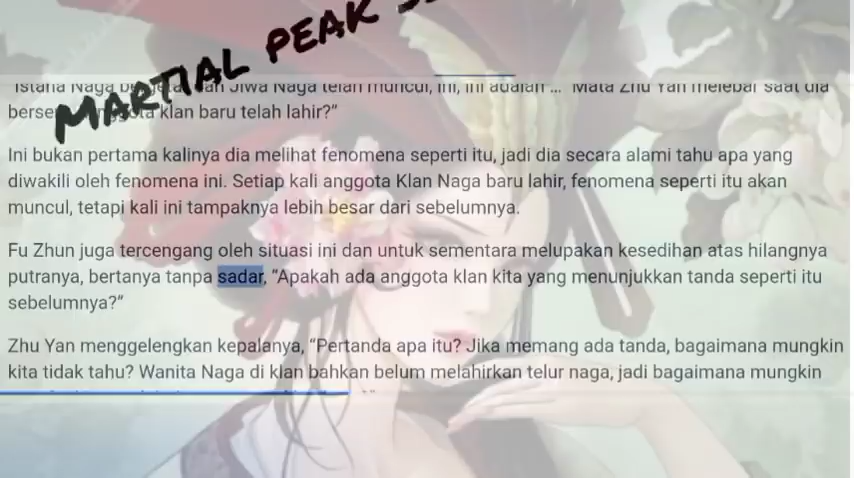 MARTIAL PEAK
Istana Naga dan Jiwa Naga telah muncul, ini, ini adalah ... Mata Zhu Yan melebar saat dia
klan baru telah lahir?"
Ini bukan pertama kalinya dia melihat fenomena seperti itu, jadi dia secara alami tahu apa yang
diwakili oleh fenomena ini. Setiap kali anggota Klan Naga baru lahir, fenomena seperti itu akan
muncul, tetapi kali ini tampaknya lebih besar dari sebelumnya.
Fu Zhun juga tercengang oleh situasi ini dan untuk sementara melupakan kesedihan atas hilangnya
putranya, bertanya tanpa sadar, "Apakah ada anggota klan kita yang menunjukkan tanda seperti itu
sebelumnya?"
Zhu Yan menggelengkan kepalanya, "Pertanda apa itu? Jika memang ada tanda, bagaimana mungkin
kita tidak tahu? Wanita Naga di klan bahkan belum melahirkan telur naga, jadi bagaimana mungkin